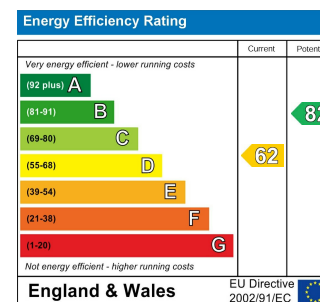 Energy Efficiency Rating
Current
Very energy efficient - lower running costs
(92 plus) A
(81-91) B
(69-80) C
(55-68) D
62
(39-54) E
(21-38) F
(1-20) G
Not energy efficient - higher running costs
England & Wales
EU Directive
2002/91/EC